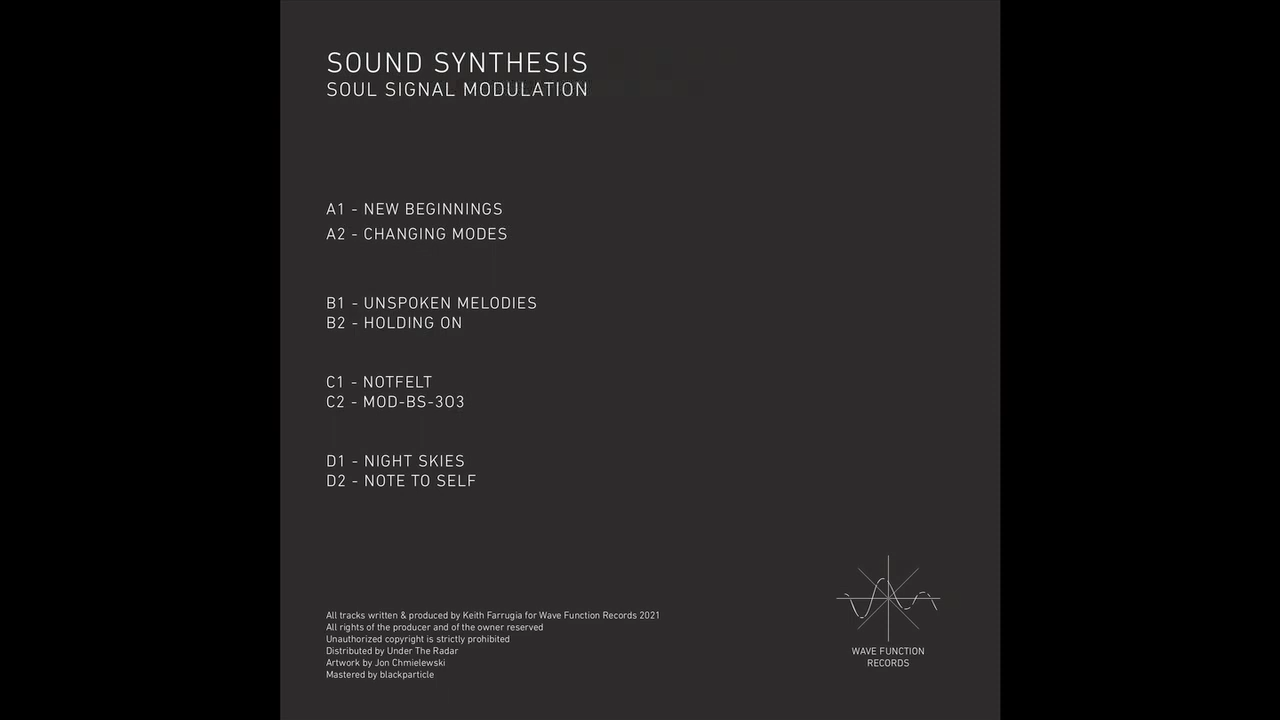 SOUND SYNTHESIS
SOUL SIGNAL MODULATION
A1 - NEW BEGINNINGS
A2 - CHANGING MODES
B1 - UNSPOKEN MELODIES
B2 - HOLDING ON
C1 - NOTFELT
C2 - MOD-BS-303
D1 - NIGHT SKIES
D2 - NOTE TO SELF
All tracks written & produced by Keith Farrugia for Wave Function Records 2021
All rights of the producer and of the owner reserved
Unauthorized copyright is strictly prohibited
Distributed by Under The Radar
Artwork by Jon Chmielewski
Mastered by blackparticle
WAVE FUNCTION
RECORDS